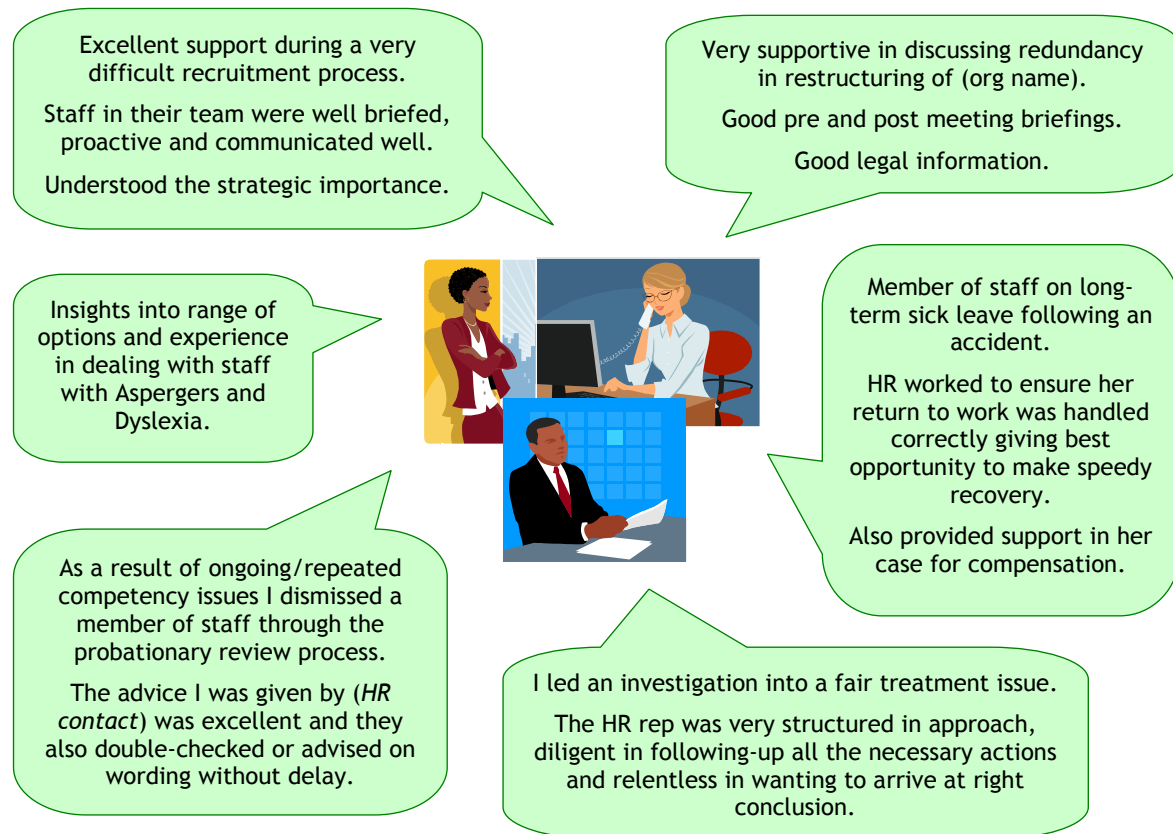 Excellent support during a very
difficult recruitment process.
Staff in their team were well briefed,
proactive and communicated well.
Understood the strategic importance.
Very supportive in discussing redundancy
in restructuring of (org name).
Good pre and post meeting briefings.
Good legal information.
Insights into range of
options and experience
in dealing with staff
with Aspergers and
Dyslexia.
Member of staff on long-
term sick leave following an
accident.
HR worked to ensure her
return to work was handled
correctly giving best
opportunity to make speedy
recovery.
Also provided support in her
case for compensation.
As a result of ongoing/repeated
competency issues I dismissed a
member of staff through the
probationary review process.
The advice I was given by (HR
contact) was excellent and they
also double-checked or advised on
wording without delay.
I led an investigation into a fair treatment issue.
The HR rep was very structured in approach,
diligent in following-up all the necessary actions
and relentless in wanting to arrive at right
conclusion.